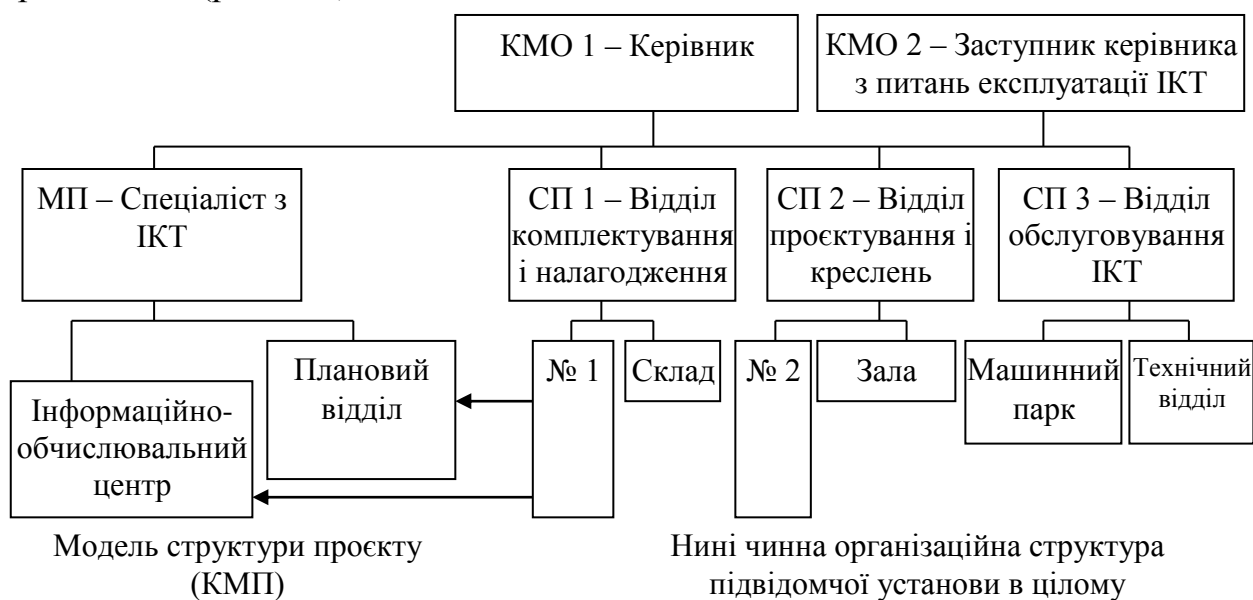 КМО 1 – Керівник
КМО 2 – Заступник керівника
з питань експлуатації ІКТ
МП – Спеціаліст з
ІКТ
СП 1 – Відділ
комплектування
і налагодження
СП 2 – Відділ
проєктування і
креслень
СП 3 – Відділ
обслуговування
ІКТ
Інформаційно-
обчислювальний
центр
Плановий
відділ
№ 1
Склад
№ 2
Зала
Машинний
парк
Технічний
відділ
Модель структури проєкту
(КМП)
Нині чинна організаційна структура
підвідомчої установи в цілому